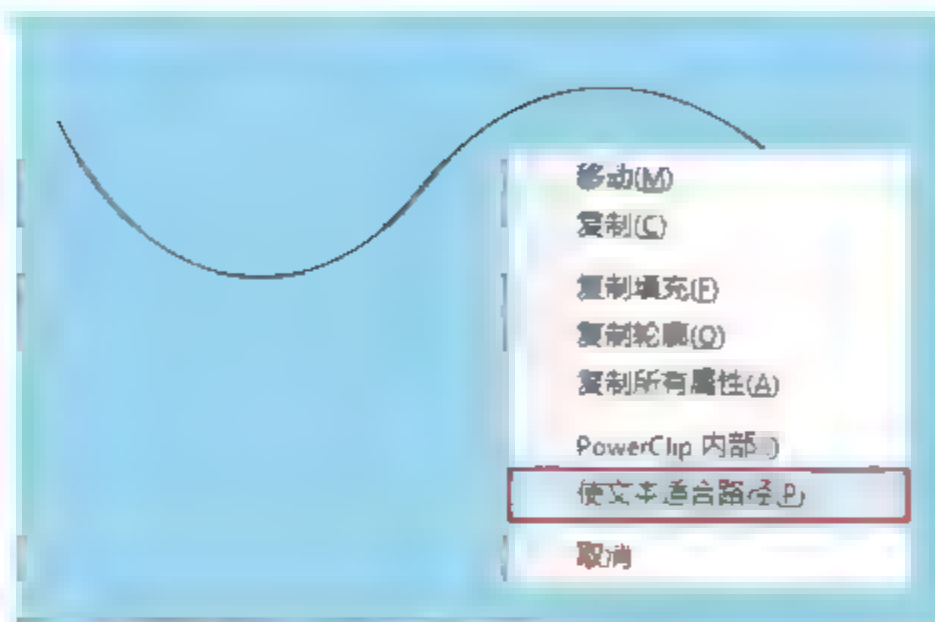 移动(M)
复制(C)
复制填充(F)
复制轮廓(O)
复制所有属性(A)
PowerClip 内部
使文本适合路径(P)
取消